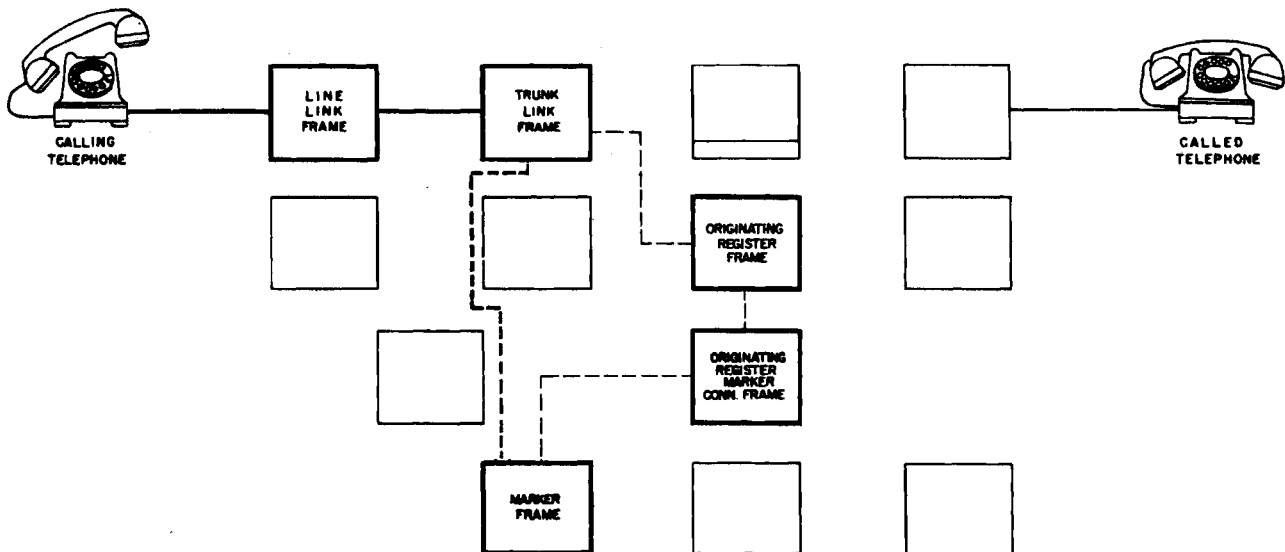 LINE
LINK
FRAME
TRUNK
LINK
FRAME
CALLING
TELEPHONE
CALLED
TELEPHONE
ORIGINATING
REGISTER
FRAME
ORIGINATING
REGISTER
MARKER
CONN. FRAME
MARKER
FRAME